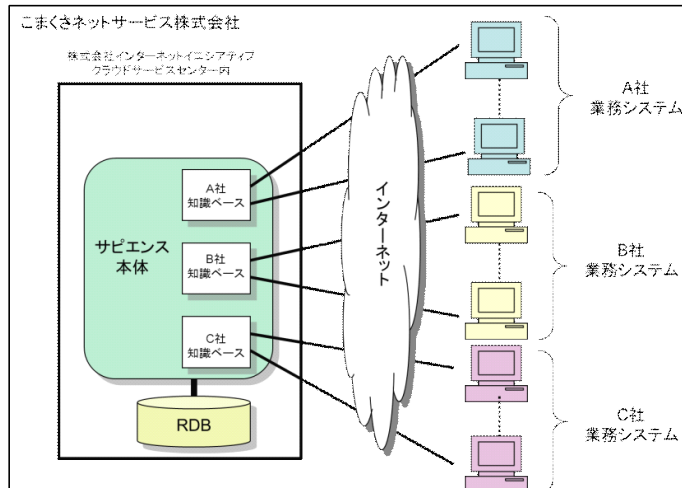 こまくさネットサービス株式会社
株式会社インターネットイニシアティブ
クラウドサービスセンター内
A社
知識ベース
サピエンス
本体
B社
知識ベース
C社
知識ベース
RDB
インターネット
A社
業務システム
B社
業務システム
C社
業務システム